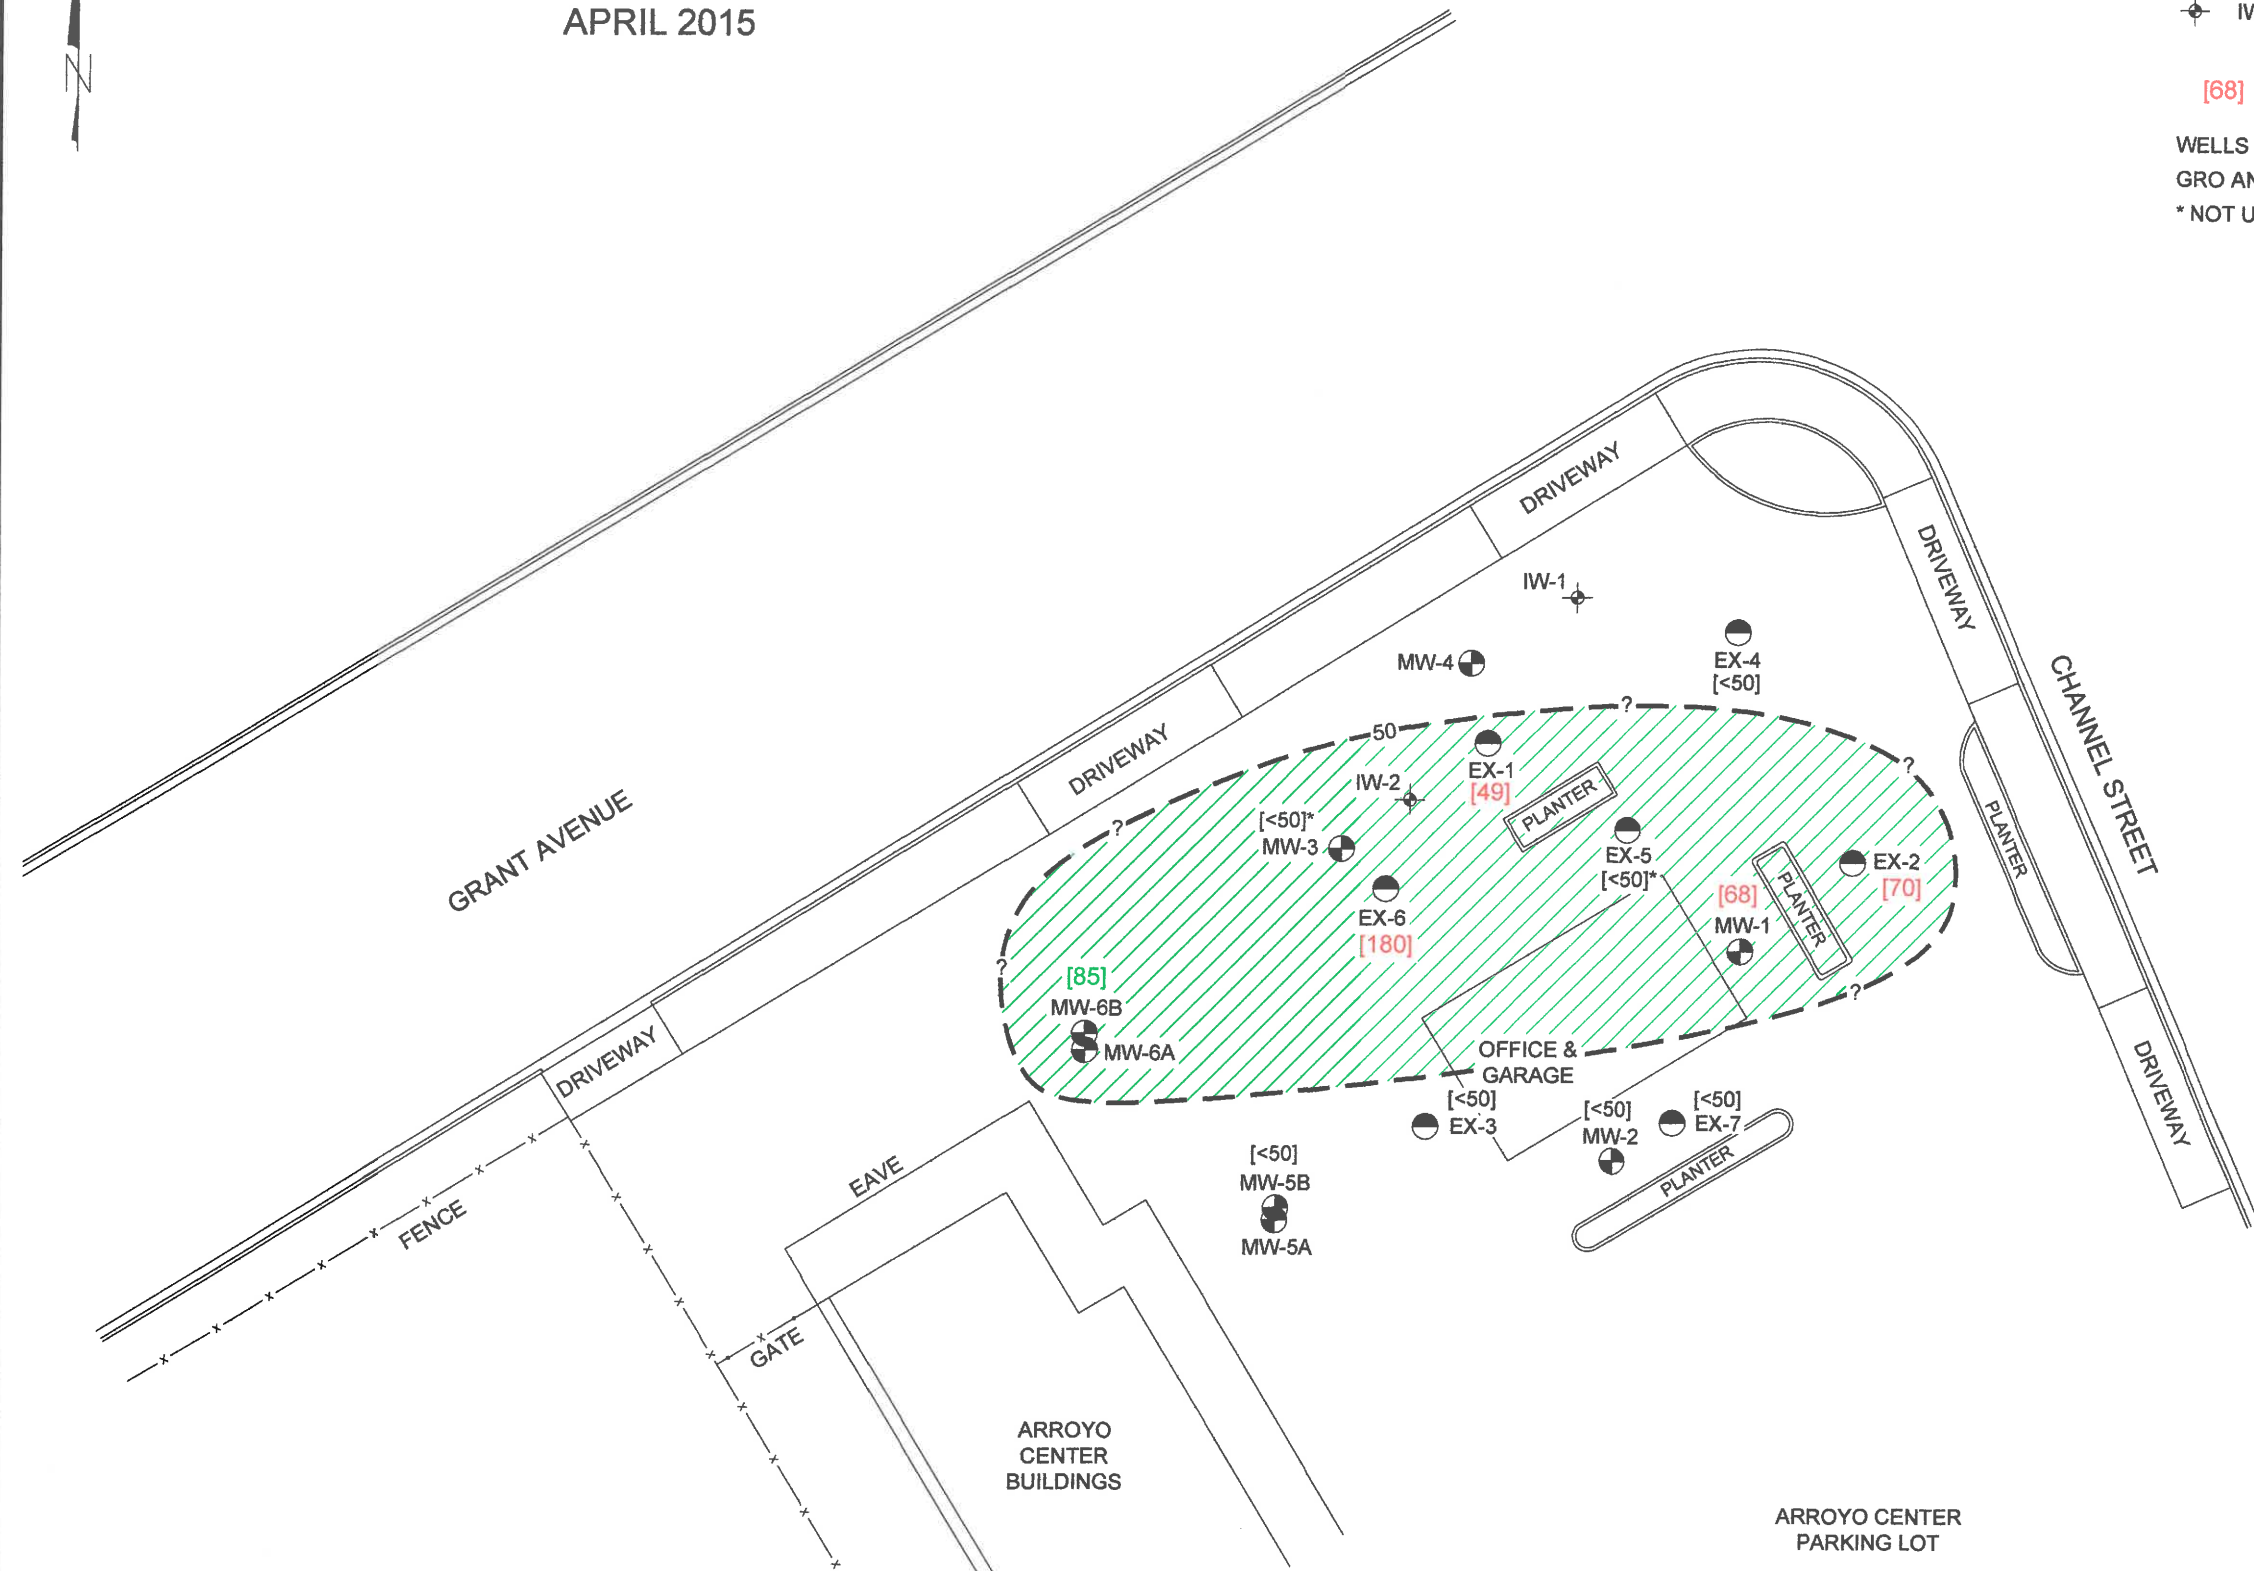 APRIL 2015
N
[68]
WELLS
* NOT
DRIVEWAY
DRIVEWAY
IW-1
MW-4
EX-4
[<50]
CHANNEL STREET
50
?
?
?
?
?
EX-1
[49]
IW-2
PLANTER
[<50]*
MW-3
EX-5
[<50]*
EX-2
[70]
PLANTER
PLANTER
[68]
MW-1
EX-6
[180]
DRIVEWAY
GRANT AVENUE
[85]
MW-6B
MW-6A
DRIVEWAY
OFFICE &
GARAGE
[<50]
EX-3
[<50]
MW-2
[<50]
EX-7
PLANTER
DRIVEWAY
[<50]
MW-5B
MW-5A
EAVE
FENCE
GATE
ARROYO
CENTER
BUILDINGS
ARROYO CENTER
PARKING LOT